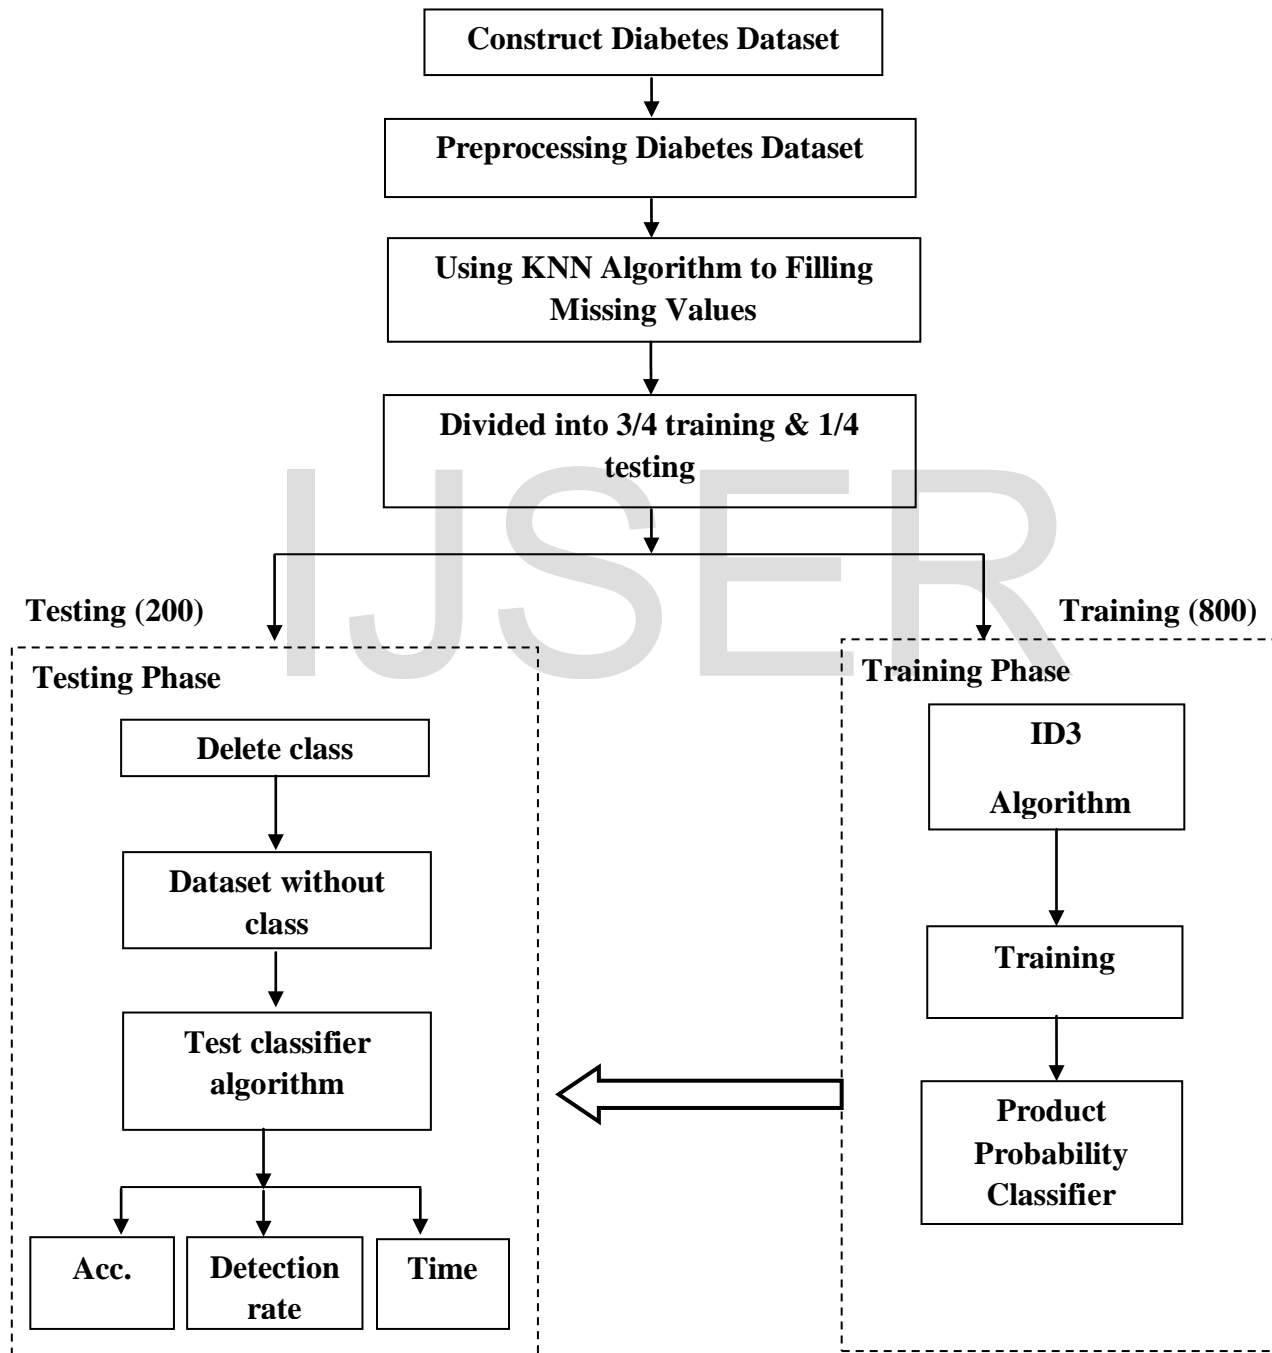 Construct Diabetes Dataset
Preprocessing Diabetes Dataset
Using KNN Algorithm to Filling
Missing Values
Divided into 3/4 training & 1/4
testing
IJSER
Testing (200)
Training (800)
Testing Phase
Delete class
Dataset without
class
Test classifier
algorithm
Acc.
Detection
rate
Time
Training Phase
ID3
Algorithm
Training
Product
Probability
Classifier